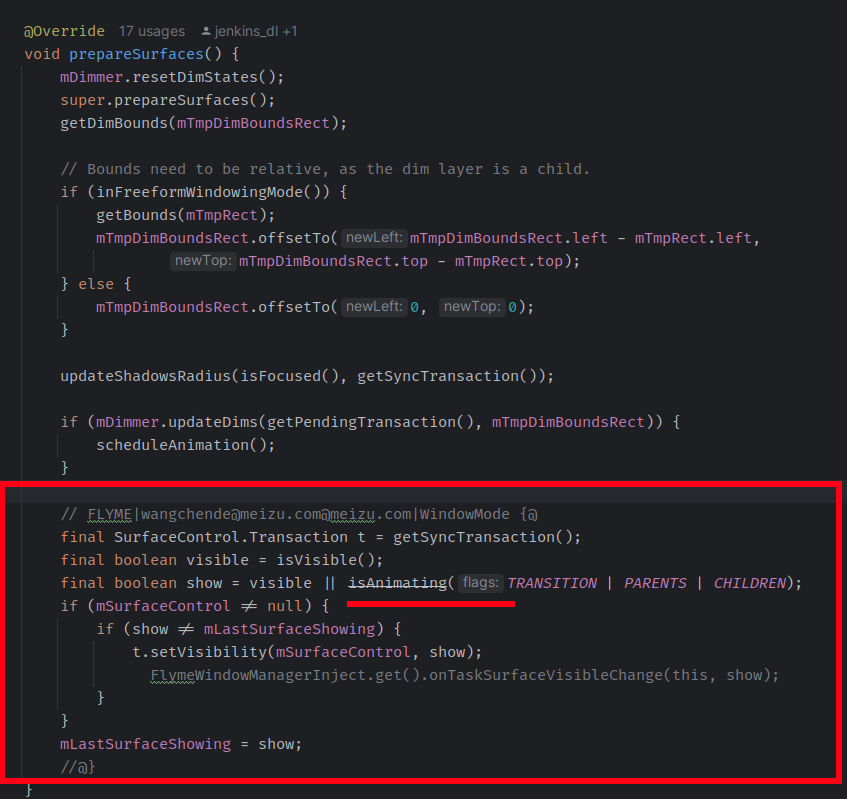 @Override 17 usages jenkins_dl +1
void prepareSurfaces() {
mDimmer.resetDimStates();
super.prepareSurfaces();
getDimBounds(mTmpDimBoundsRect);
// Bounds need to be relative, as the dim layer is a child.
if (inFreeformWindowingMode()) {
getBounds(mTmpRect);
mTmpDimBoundsRect.offsetTo( newLeft: mTmpDimBoundsRect.left - mTmpRect.left,
newTop: mTmpDimBoundsRect.top - mTmpRect.top);
} else {
mTmpDimBoundsRect.offsetTo( newLeft: 0, newTop: 0);
}
updateShadowsRadius(isFocused(), getSyncTransaction());
if (mDimmer.updateDims(getPendingTransaction(), mTmpDimBoundsRect)) {
scheduleAnimation();
}
// FLYME|wangchende@meizu.com@meizu.com|WindowMode {@
final SurfaceControl.Transaction t = getSyncTransaction();
final boolean visible = isVisible();
final boolean show = visible || isAnimating( flags: TRANSITION | PARENTS | CHILDREN);
if (mSurfaceControl ≠ null) {
if (show ≠ mLastSurfaceShowing) {
t.setVisibility(mSurfaceControl, show);
FlymeWindowManagerInject.get().onTaskSurfaceVisibleChange(this, show);
}
}
mLastSurfaceShowing = show;
//@}
}